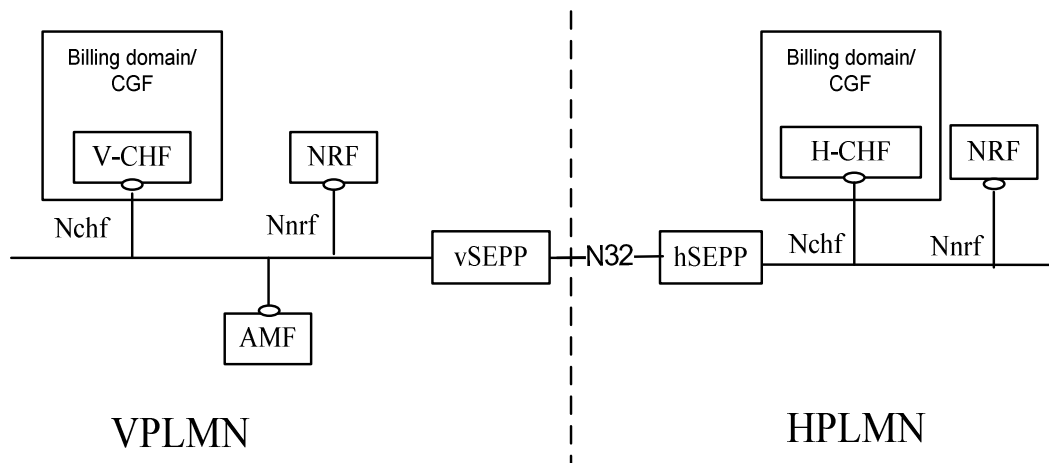 Billing domain/
CGF
V-CHF
NRF
Nchf
Nnrf
vSEPP
AMF
VPLMN
N32
Billing domain/
CGF
H-CHF
NRF
Nchf
Nnrf
hSEPP
HPLMN